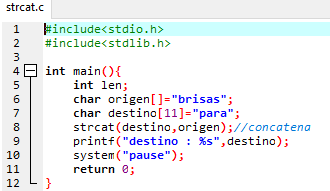 strcat.c
1 #include<stdio.h>
2 #include<stdlib.h>
3
4 int main(){
5 int len;
6 char origen[]="brisas";
7 char destino[11]="para";
8 strcat(destino,origen);//concatena
9 printf("destino : %s",destino);
10 system("pause");
11 return 0;
12 }